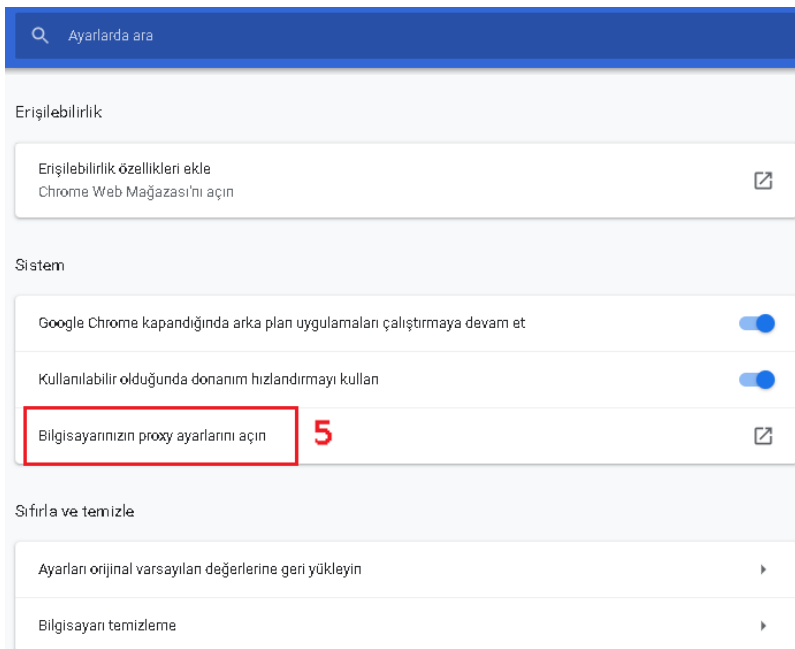 Ayarlarda ara
Erişilebilirlik
Erişilebilirlik özellikleri ekle
Chrome Web Mağazası'nı açın
Sistem
Google Chrome kapandığında arka plan uygulamaları çalıştırmaya devam et
Kullanılabilir olduğunda donanım hızlandırmayı kullan
Bilgisayarınızın proxy ayarlarını açın 5
Sıfırla ve temizle
Ayarları orijinal varsayılan değerlerine geri yükleyin
Bilgisayarı temizleme